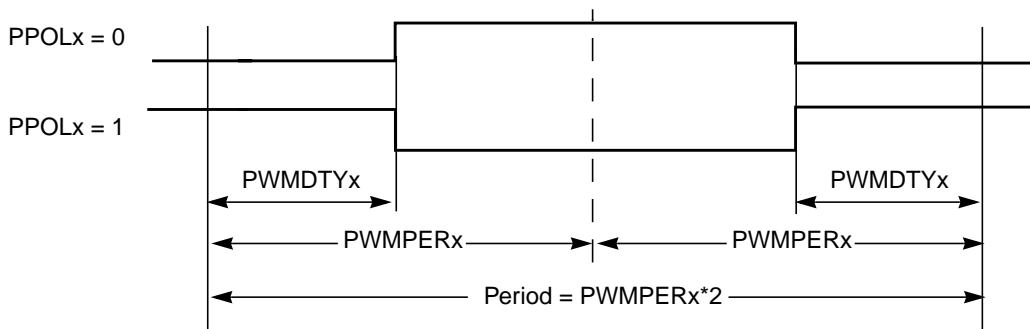 PPOLx = 0
PPOLx = 1
PWMDTYx
PWMDTYx
PWMPERx
PWMPERx
Period = PWMPERx*2